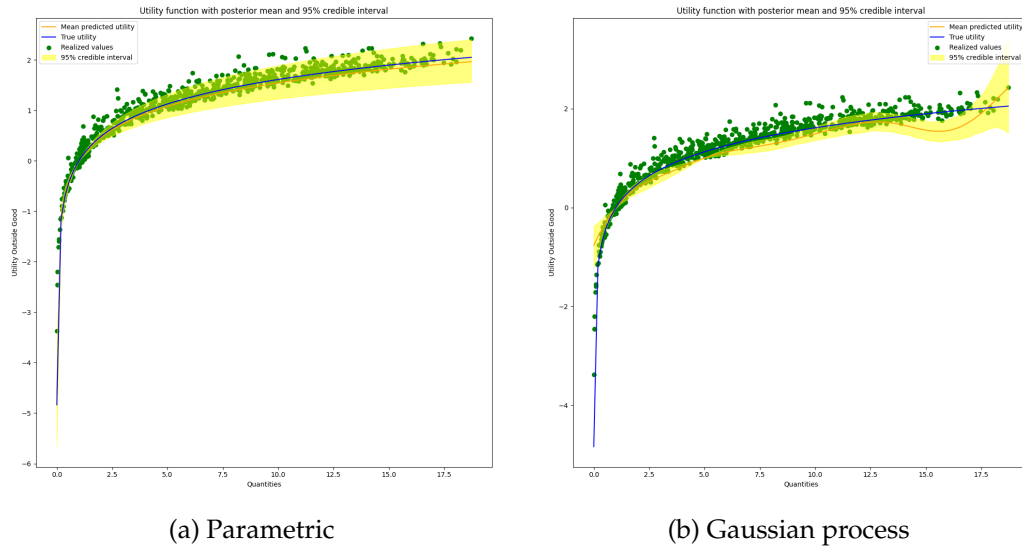 Utility function with posterior mean and 95% credible interval
Mean predicted utility
True utility
Realized values
95% credible interval
2
1
0
−1
−2
−3
−4
−5
−6
Utility Outside Good
0.0 2.5 5.0 7.5 10.0 12.5 15.0 17.5
Quantities
(a) Parametric
Utility function with posterior mean and 95% credible interval
Mean predicted utility
True utility
Realized values
95% credible interval
2
0
−2
−4
Utility Outside Good
0.0 2.5 5.0 7.5 10.0 12.5 15.0 17.5
Quantities
(b) Gaussian process